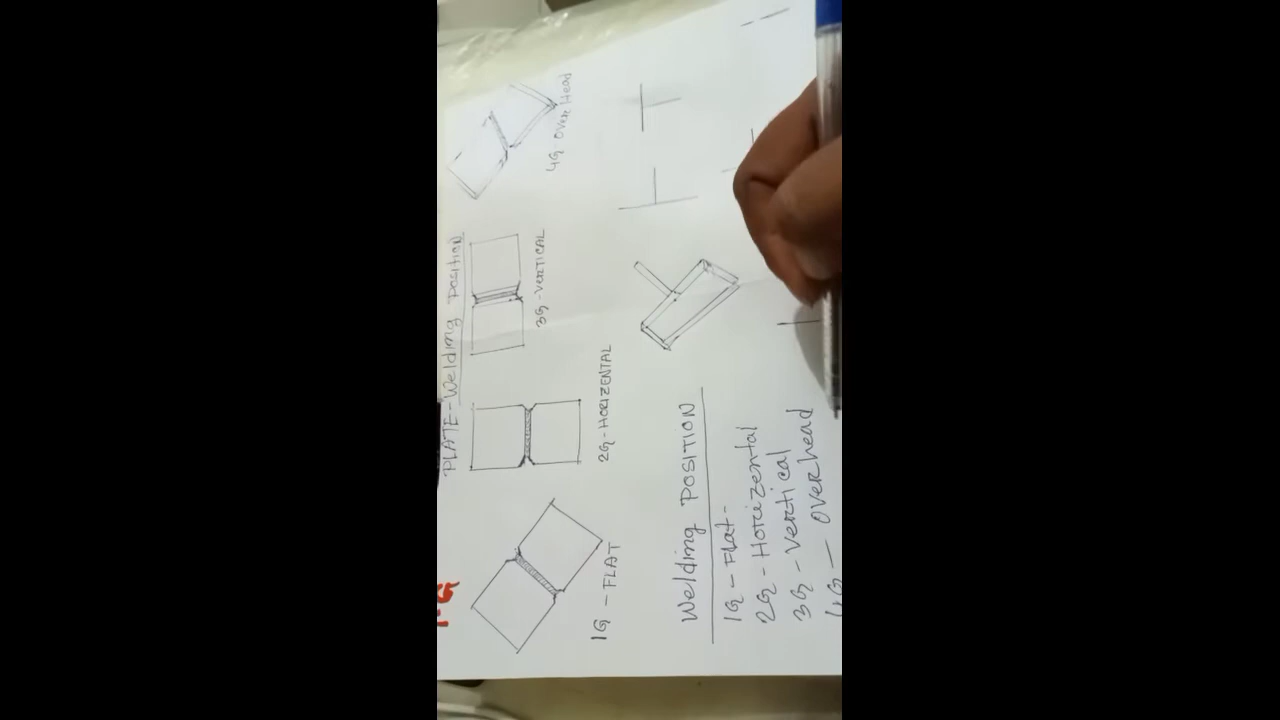 PLATE-Welding Position
1G - FLAT
2G-HORIZENTAL
3G-VERTICAL
4G-OVER Head
Welding POSITION
1G - Flat-
2G - Horizental
3G - Vertical
4G - overhead